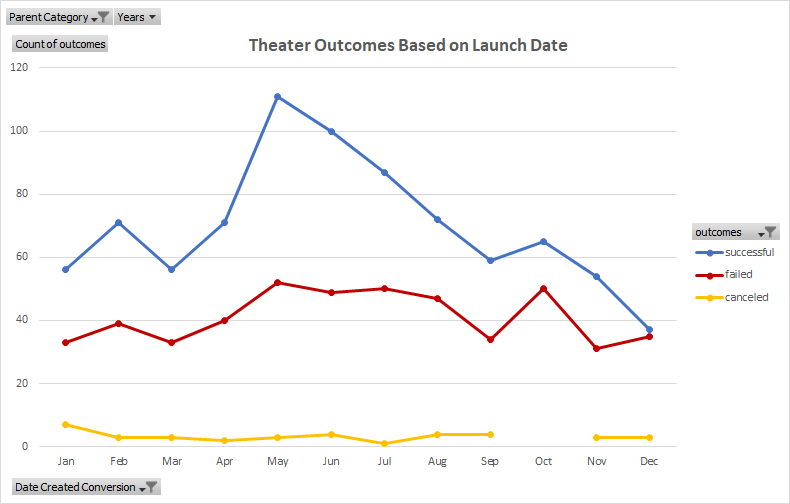 Parent Category Years
Count of outcomes
Theater Outcomes Based on Launch Date
120
100
80
60
40
20
0
Jan Feb Mar Apr May Jun Jul Aug Sep Oct Nov Dec
outcomes
successful
failed
canceled
Date Created Conversion